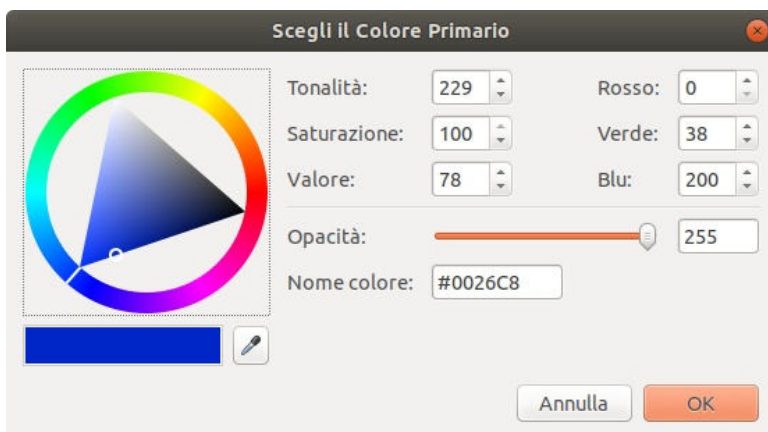 Scegli il Colore Primario
Tonalità: 229 Rosso: 0
Saturazione: 100 Verde: 38
Valore: 78 Blu: 200
Opacità: 255
Nome colore: #0026C8
Annulla OK